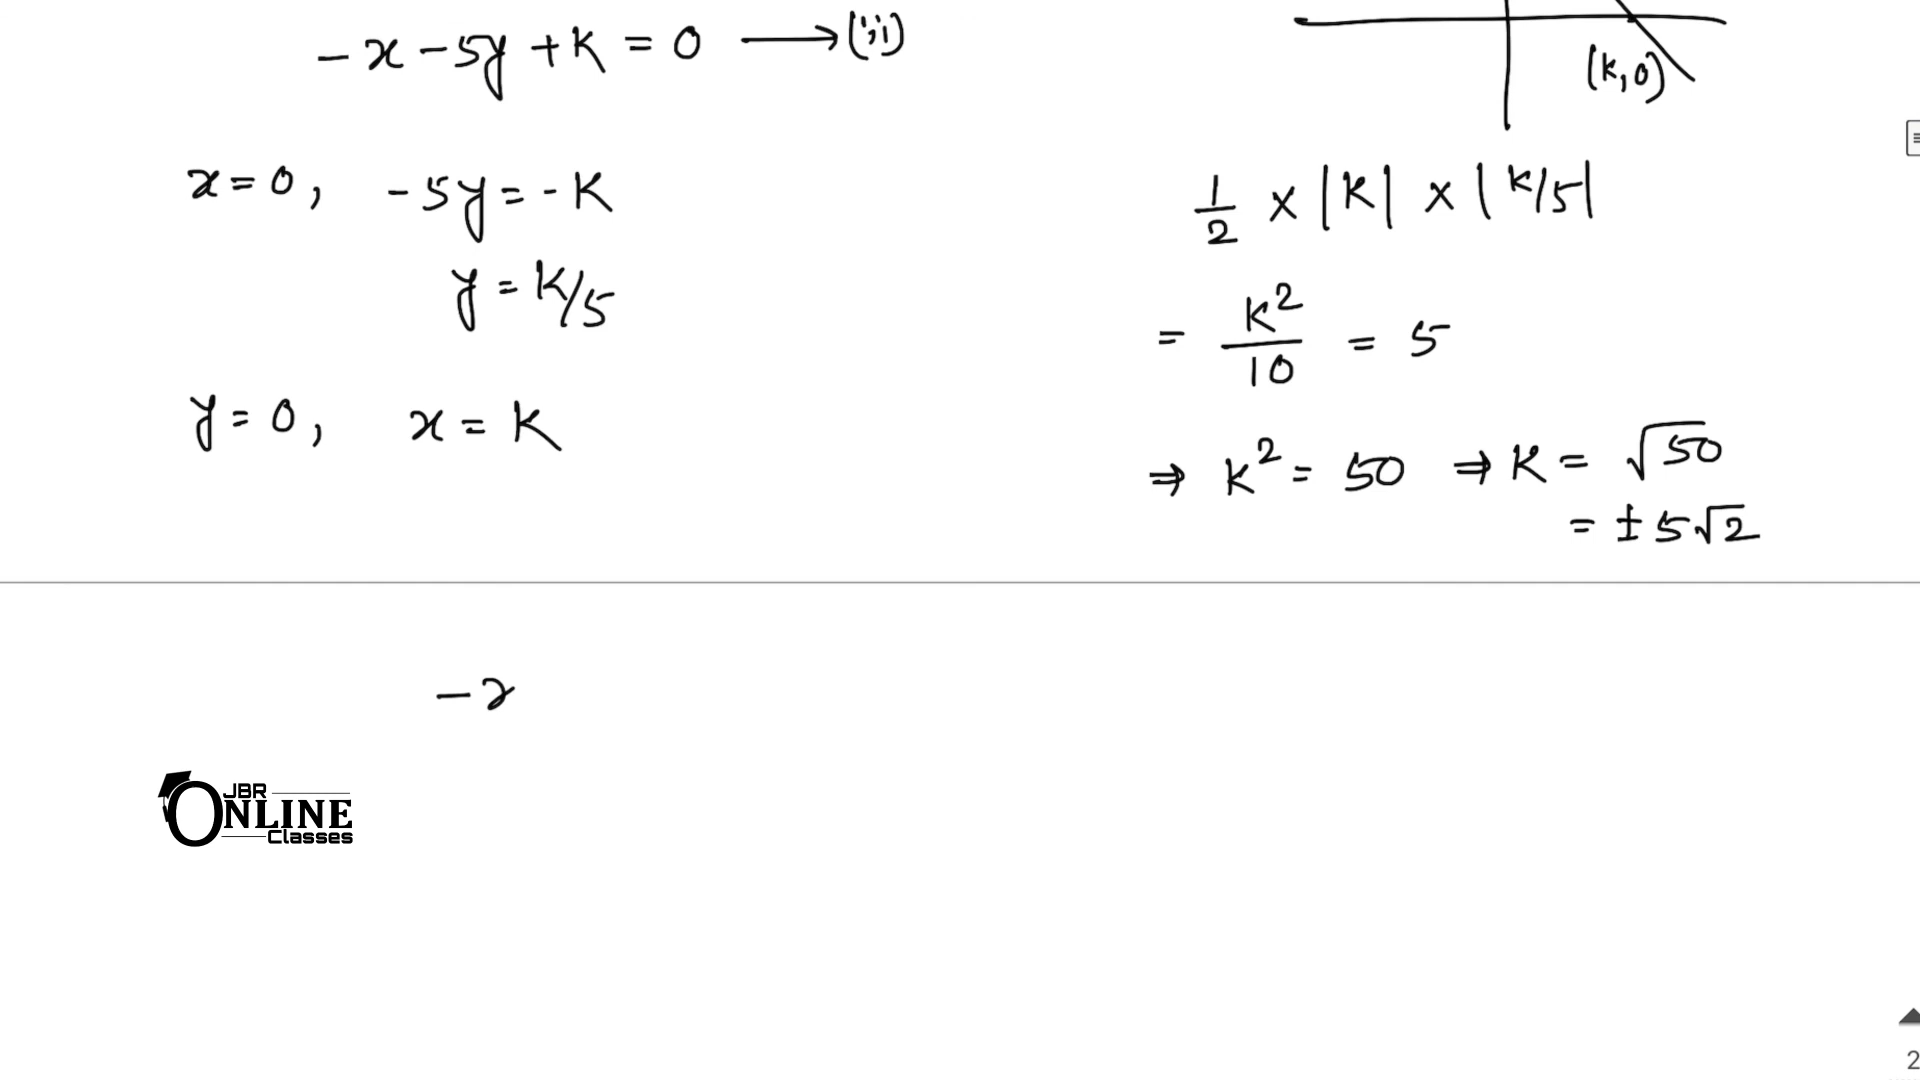 -x - 5y + K = 0 ⟶ (ii)
(K, 0)
x = 0, -5y = -K
y = K/5
y = 0, x = K
1/2 × |K| × |K/5|
= K²/10 = 5
⇒ K² = 50 ⇒ K = √50
= ±5√2
JBR
ONLINE
Classes
2